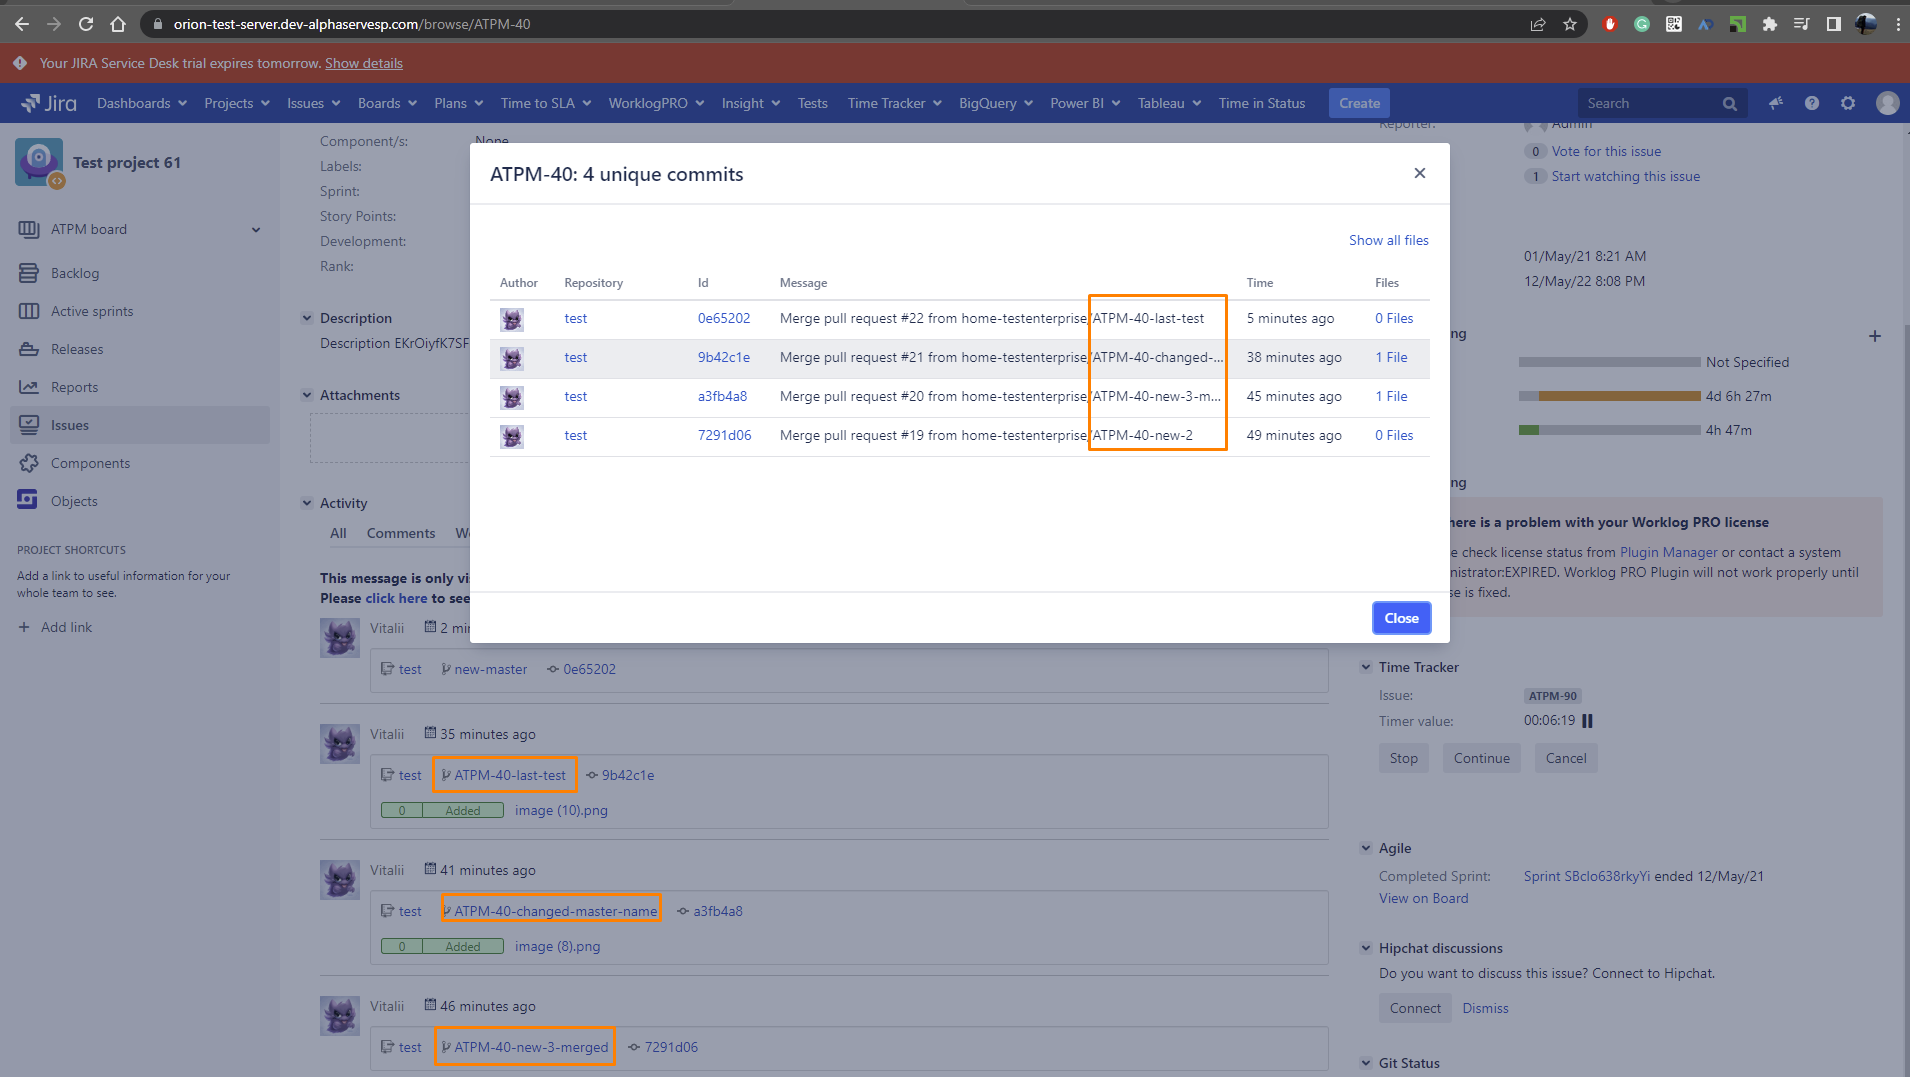 orion-test-server.dev-alphaservesp.com/browse/ATPM-40
Your JIRA Service Desk trial expires tomorrow. Show details
Jira Dashboards Projects Issues Boards Plans Time to SLA WorklogPRO Insight Tests Time Tracker BigQuery Power BI Tableau Time in Status Create Search
Test project 61
ATPM board
Backlog
Active sprints
Releases
Reports
Issues
Components
Objects
PROJECT SHORTCUTS
Add a link to useful information for your
whole team to see.
+ Add link
Component/s: None
Labels:
Sprint:
Story Points:
Development:
Rank:
Description
Description EKrOiyfK7SF
Attachments
Activity
All Comments Wo
This message is only vi
Please click here to see
ATPM-40: 4 unique commits
Show all files
Author Repository Id Message Time Files
test 0e65202 Merge pull request #22 from home-testenterprise/ATPM-40-last-test 5 minutes ago 0 Files
test 9b42c1e Merge pull request #21 from home-testenterprise/ATPM-40-changed-... 38 minutes ago 1 File
test a3fb4a8 Merge pull request #20 from home-testenterprise/ATPM-40-new-3-m... 45 minutes ago 1 File
test 7291d06 Merge pull request #19 from home-testenterprise/ATPM-40-new-2 49 minutes ago 0 Files
Close
Vitalii 2 min
test new-master 0e65202
Vitalii 35 minutes ago
test ATPM-40-last-test 9b42c1e
0 Added image (10).png
Vitalii 41 minutes ago
test ATPM-40-changed-master-name a3fb4a8
0 Added image (8).png
Vitalii 46 minutes ago
test ATPM-40-new-3-merged 7291d06
Reporter: Admin
0 Vote for this issue
1 Start watching this issue
01/May/21 8:21 AM
12/May/22 8:08 PM
ng
Not Specified
4d 6h 27m
4h 47m
ng
here is a problem with your Worklog PRO license
e check license status from Plugin Manager or contact a system
nistrator:EXPIRED. Worklog PRO Plugin will not work properly until
se is fixed.
Time Tracker
Issue: ATPM-90
Timer value: 00:06:19
Stop Continue Cancel
Agile
Completed Sprint: Sprint SBclo638rkyYi ended 12/May/21
View on Board
Hipchat discussions
Do you want to discuss this issue? Connect to Hipchat.
Connect Dismiss
Git Status